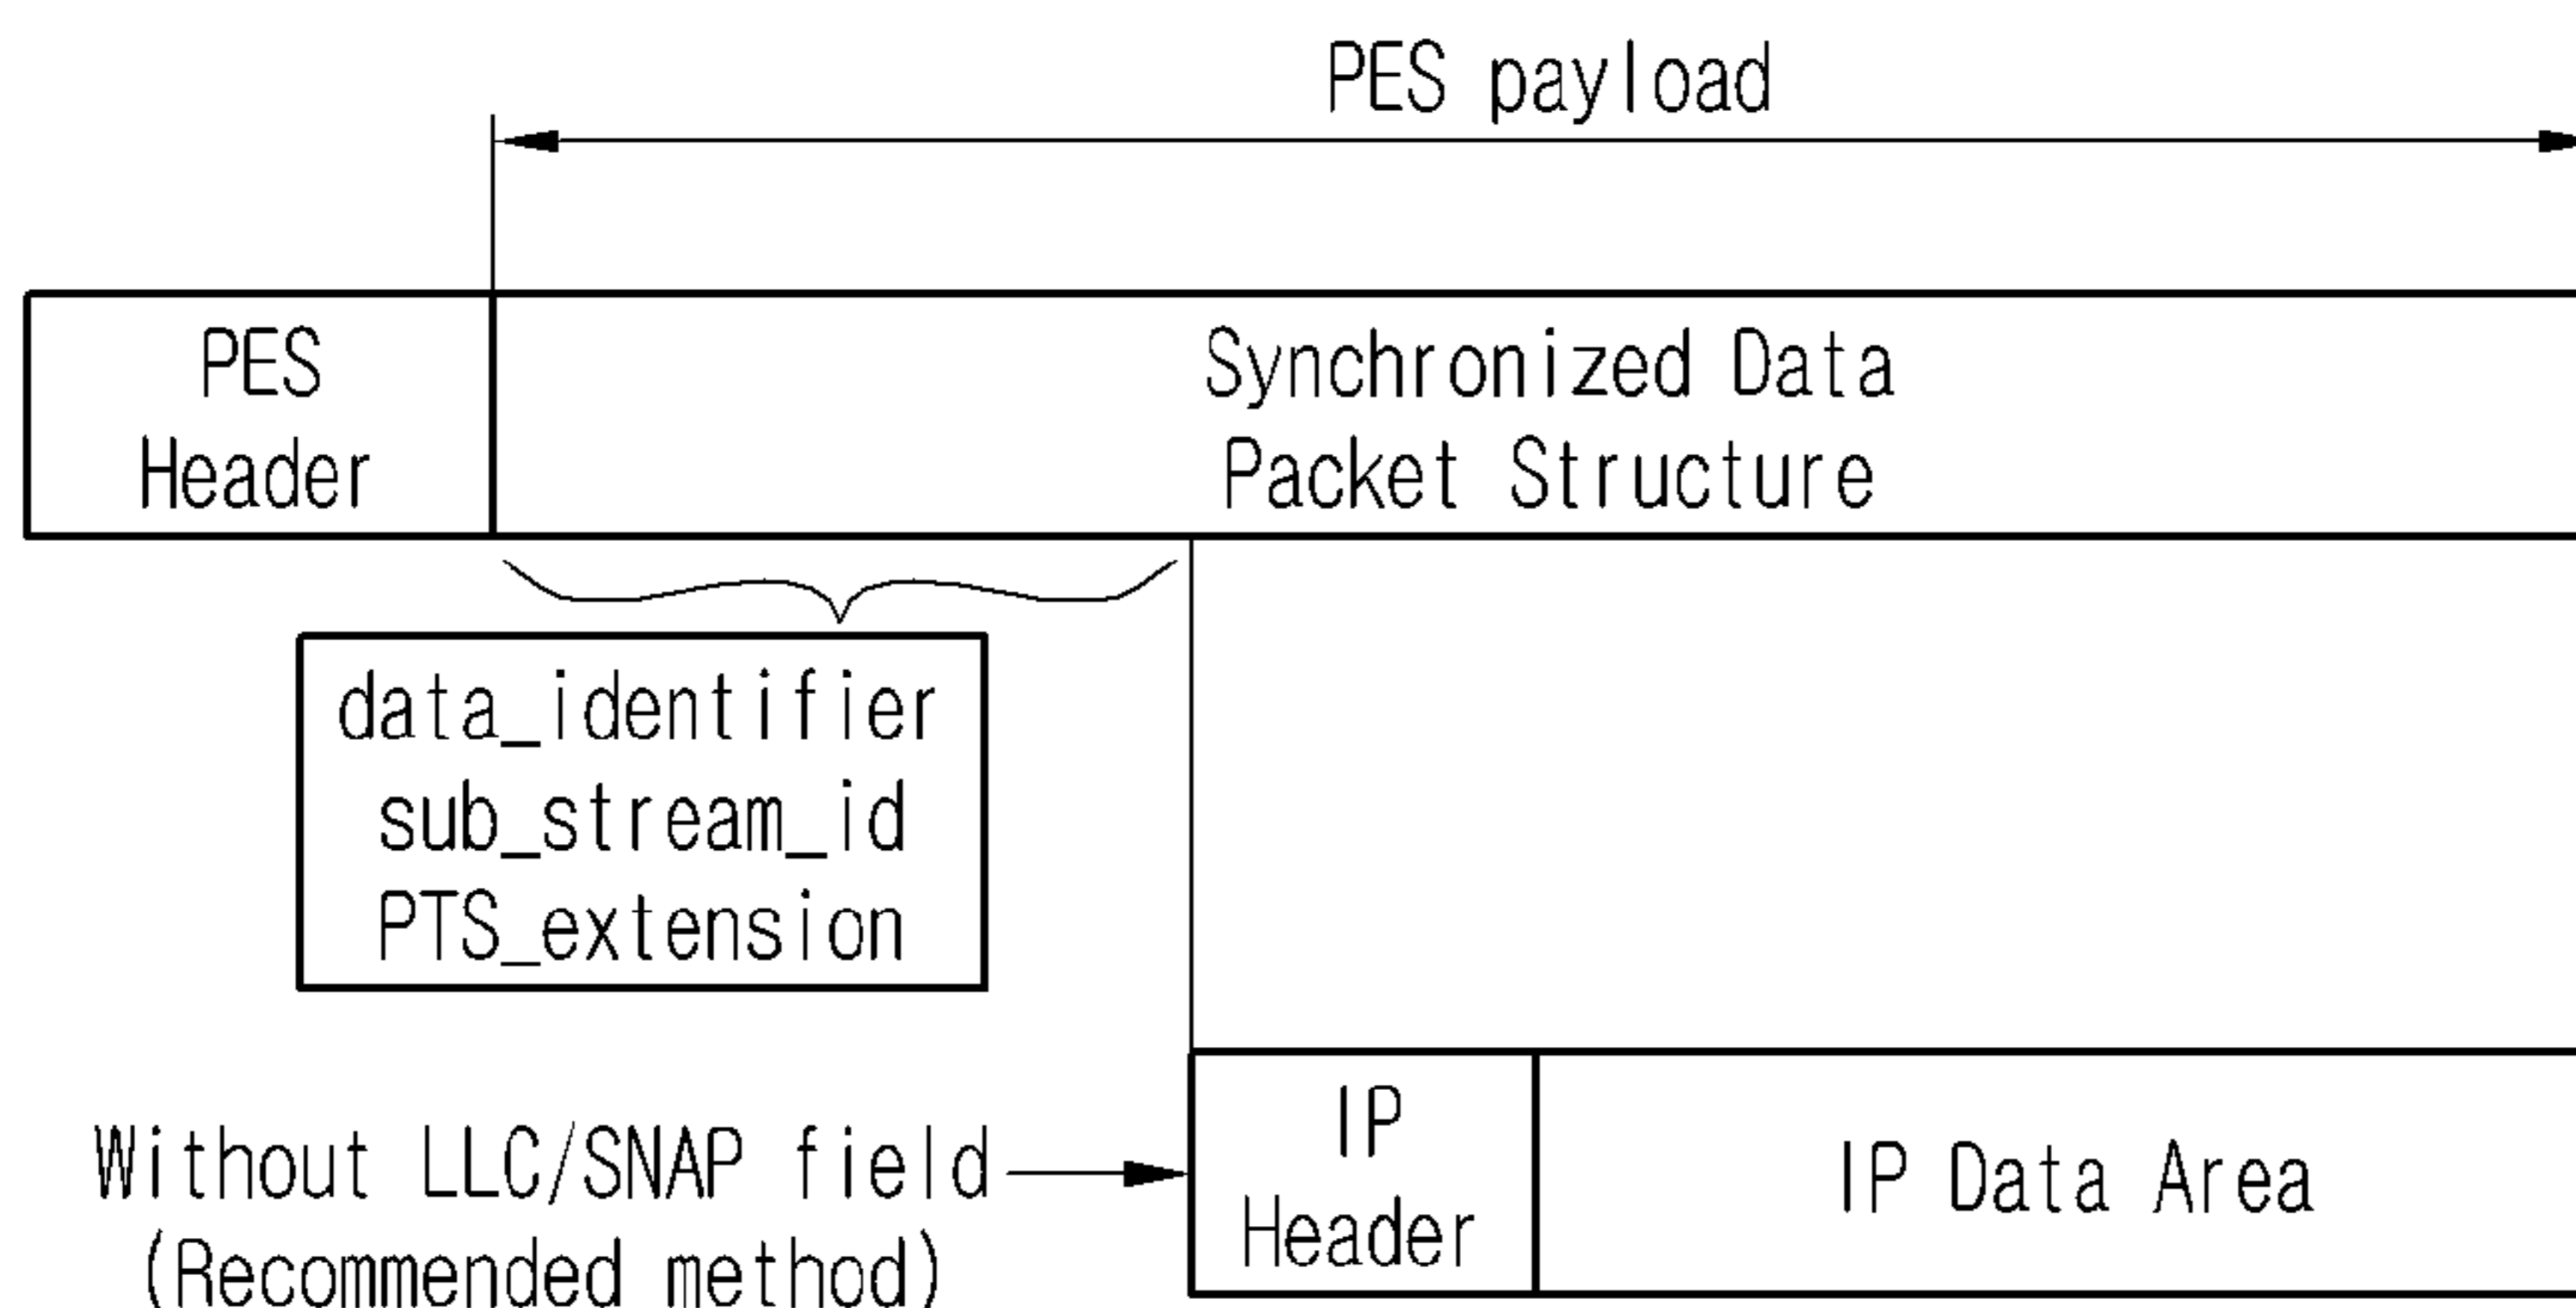 PES payload
PES
Header
Synchronized Data
Packet Structure
data_identifier
sub_stream_id
PTS_extension
Without LLC/SNAP field
(Recommended method)
IP
Header
IP Data Area